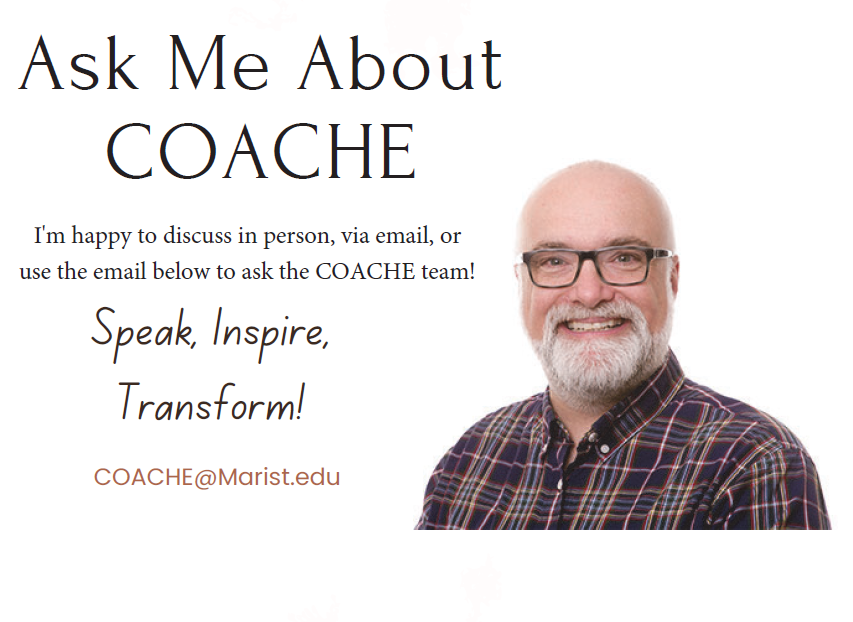 Ask Me About
COACHE
I'm happy to discuss in person, via email, or
use the email below to ask the COACHE team!
Speak, Inspire,
Transform!
COACHE@Marist.edu